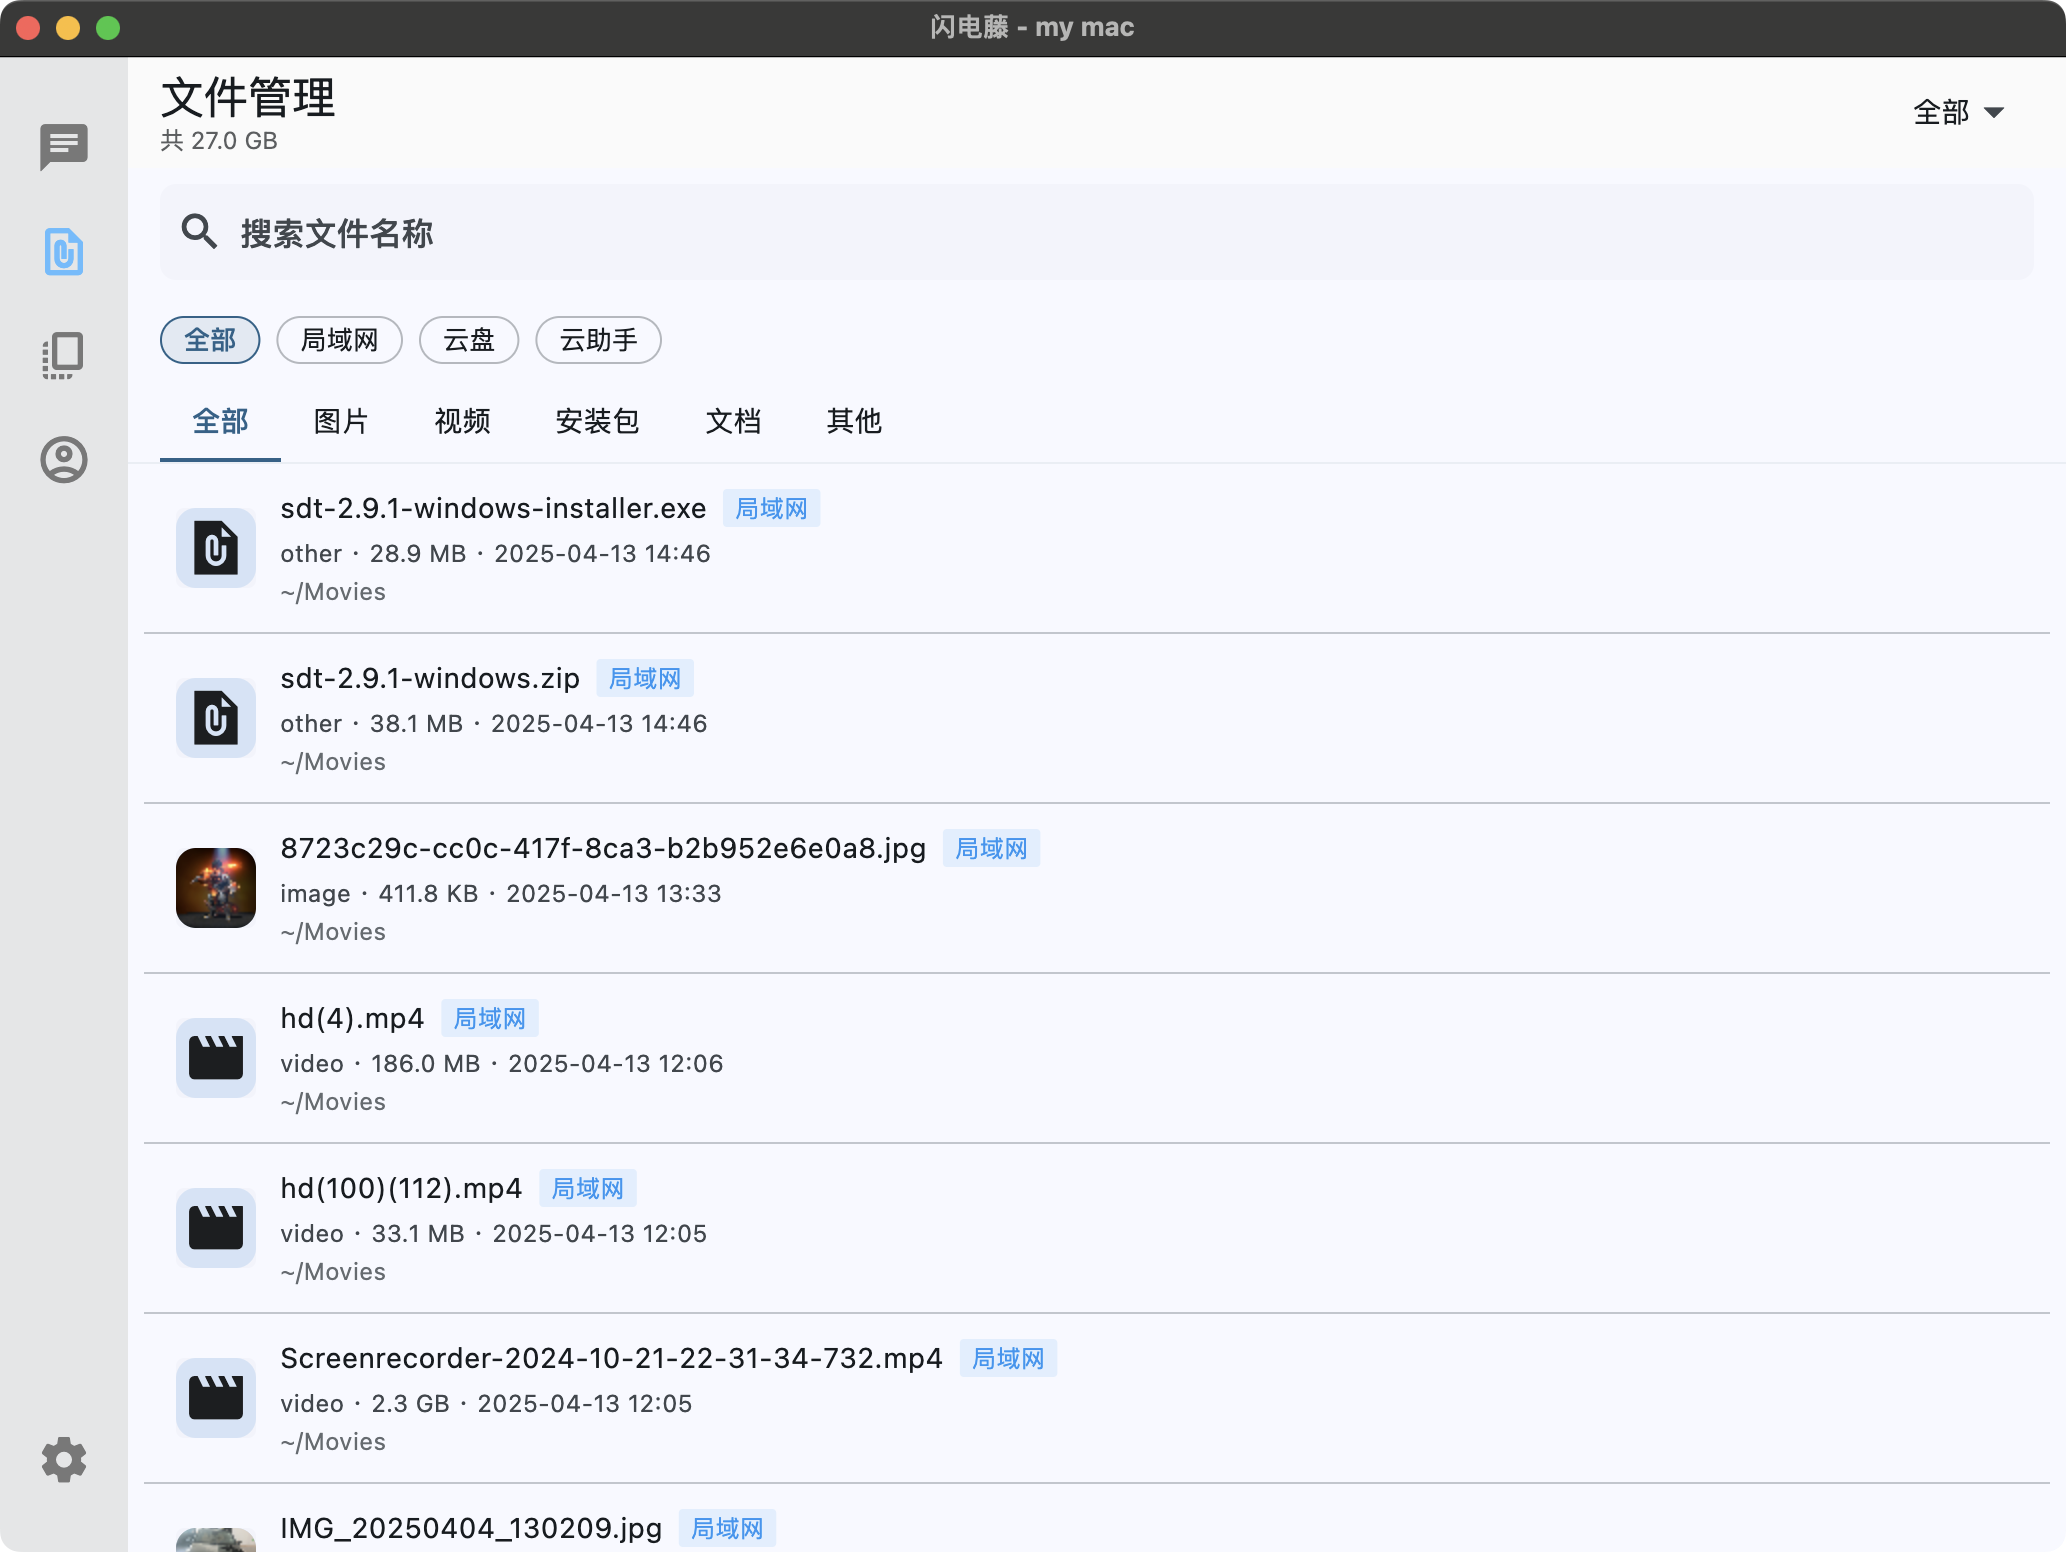 闪电藤 - my mac
文件管理
共 27.0 GB
全部
搜索文件名称
全部 局域网 云盘 云助手
全部 图片 视频 安装包 文档 其他
sdt-2.9.1-windows-installer.exe 局域网
other · 28.9 MB · 2025-04-13 14:46
~/Movies
sdt-2.9.1-windows.zip 局域网
other · 38.1 MB · 2025-04-13 14:46
~/Movies
8723c29c-cc0c-417f-8ca3-b2b952e6e0a8.jpg 局域网
image · 411.8 KB · 2025-04-13 13:33
~/Movies
hd(4).mp4 局域网
video · 186.0 MB · 2025-04-13 12:06
~/Movies
hd(100)(112).mp4 局域网
video · 33.1 MB · 2025-04-13 12:05
~/Movies
Screenrecorder-2024-10-21-22-31-34-732.mp4 局域网
video · 2.3 GB · 2025-04-13 12:05
~/Movies
IMG_20250404_130209.jpg 局域网